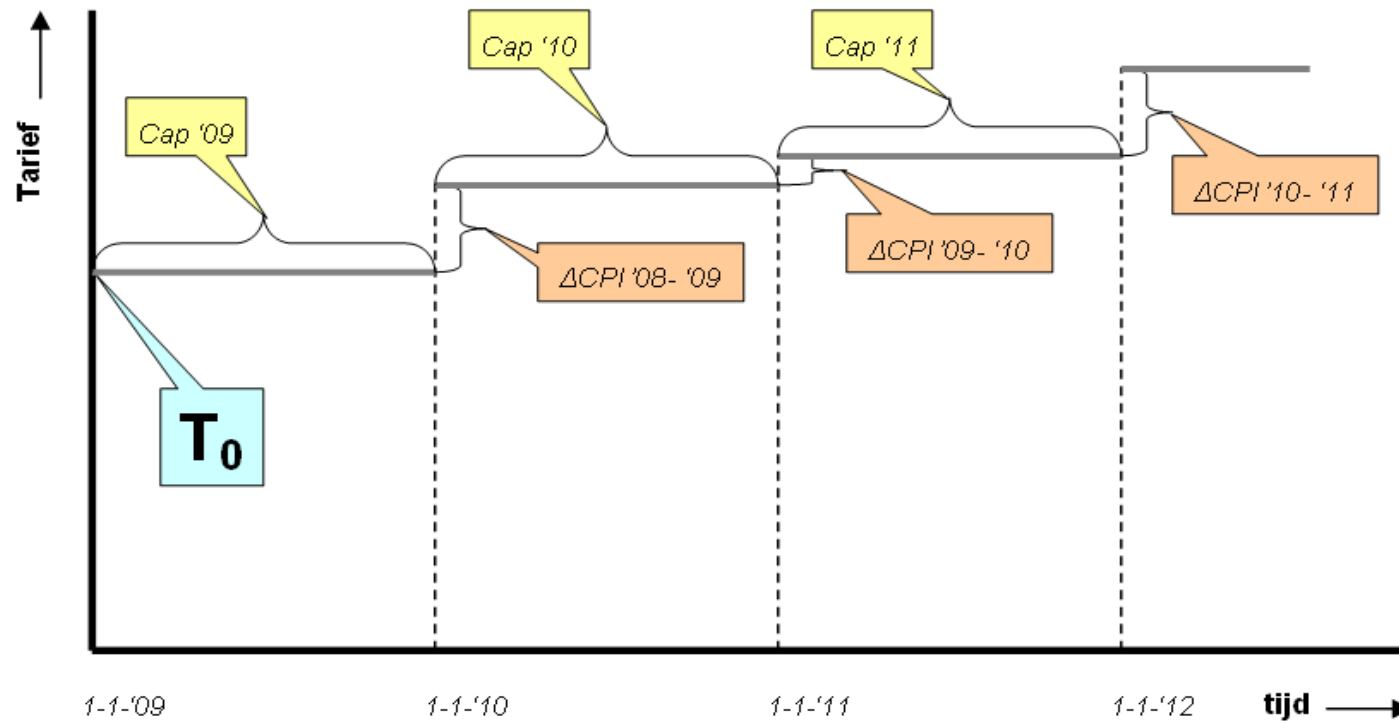 Tarief
Cap '09
Cap '10
Cap '11
ΔCPI '08- '09
ΔCPI '09- '10
ΔCPI '10- '11
T₀
1-1-'09
1-1-'10
1-1-'11
1-1-'12
tijd